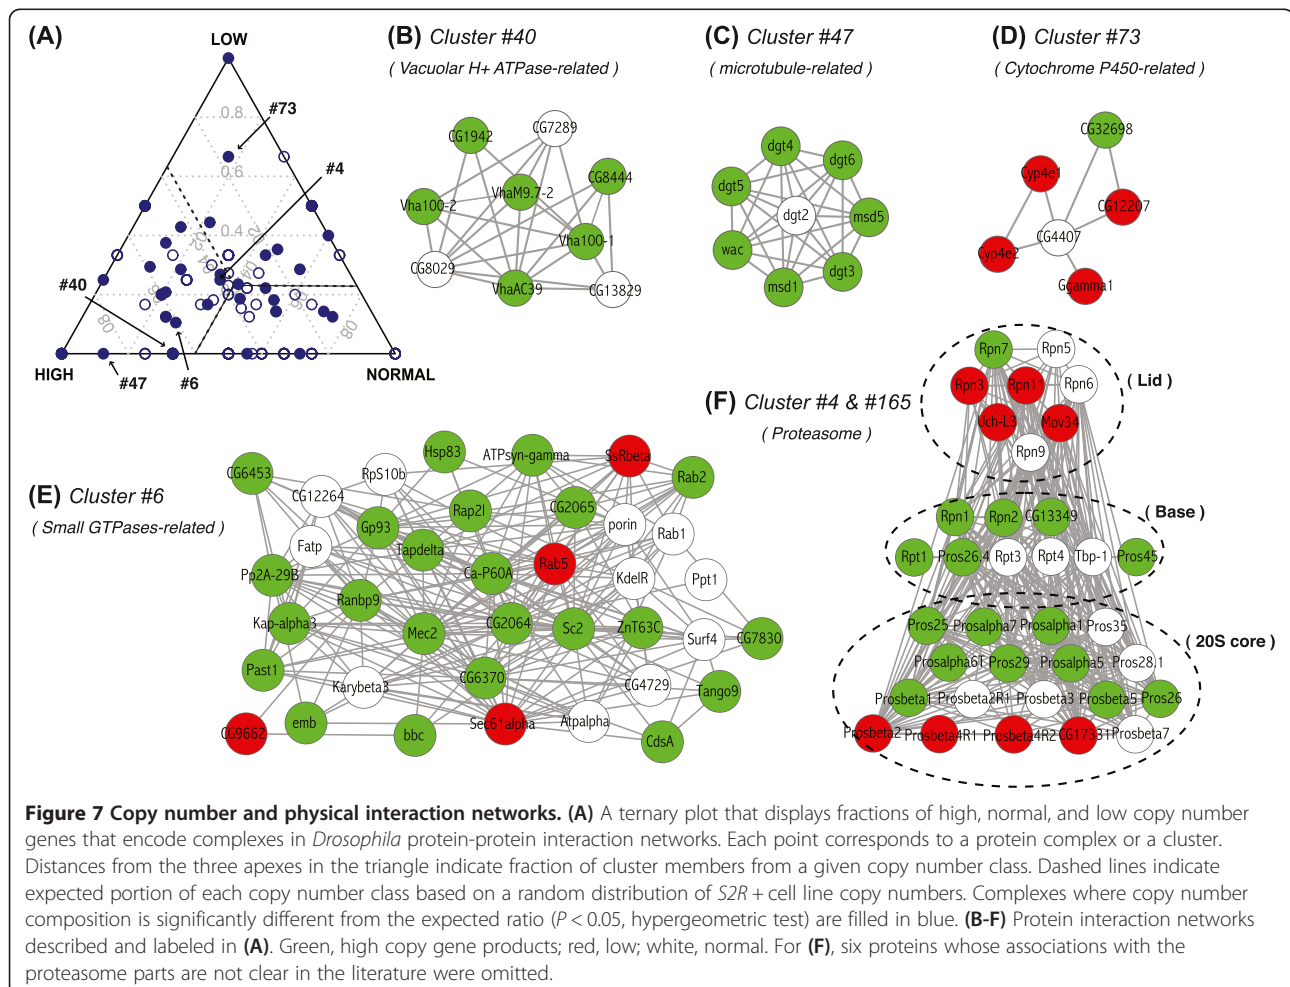 (A)
LOW
0.8
#73
#4
0.6
0.4
#40
HIGH
#47
#6
NORMAL
(B) Cluster #40
( Vacuolar H+ ATPase-related )
CG1942
CG7289
CG8444
Vha100-2
VhaM9.7-2
Vha100-1
CG8029
VhaAC39
CG13829
(C) Cluster #47
( microtubule-related )
dgt4
dgt6
dgt5
dgt2
msd5
wac
dgt3
msd1
(D) Cluster #73
( Cytochrome P450-related )
CG32698
Cyp4e1
CG12207
CG4407
Cyp4e2
Ggamma1
(E) Cluster #6
( Small GTPases-related )
Hsp83
ATPsyn-gamma
SsRbeta
CG6453
RpS10b
Rab2
CG12264
Rap2l
CG2065
Gp93
porin
Rab1
Fatp
Tapdelta
Rab5
Pp2A-29B
Ca-P60A
KdelR
Ppt1
Ranbp9
Kap-alpha3
Mec2
CG2064
Sc2
ZnT63C
Surf4
CG7830
Past1
Karybeta3
CG6370
CG4729
Tango9
CG9662
emb
bbc
Sec61alpha
Atpalpha
CdsA
(F) Cluster #4 & #165
( Proteasome )
Rpn7
Rpn5
( Lid )
Rpn3
Rpn11
Rpn6
Uch-L3
Mov34
Rpn9
Rpn1
Rpn2
CG13349
( Base )
Rpt1
Pros26.4
Rpt3
Rpt4
Tbp-1
Pros45
Pros25
Prosalpha7
Prosalpha1
Pros35
( 20S core )
Prosalpha6T
Pros29
Prosalpha5
Pros28.1
Prosbeta1
Prosbeta2R1
Prosbeta3
Prosbeta5
Pros26
Prosbeta2
Prosbeta4R1
Prosbeta4R2
CG17331
Prosbeta7
Figure 7 Copy number and physical interaction networks. (A) A ternary plot that displays fractions of high, normal, and low copy number
genes that encode complexes in Drosophila protein-protein interaction networks. Each point corresponds to a protein complex or a cluster.
Distances from the three apexes in the triangle indicate fraction of cluster members from a given copy number class. Dashed lines indicate
expected portion of each copy number class based on a random distribution of S2R + cell line copy numbers. Complexes where copy number
composition is significantly different from the expected ratio (P < 0.05, hypergeometric test) are filled in blue. (B-F) Protein interaction networks
described and labeled in (A). Green, high copy gene products; red, low; white, normal. For (F), six proteins whose associations with the
proteasome parts are not clear in the literature were omitted.